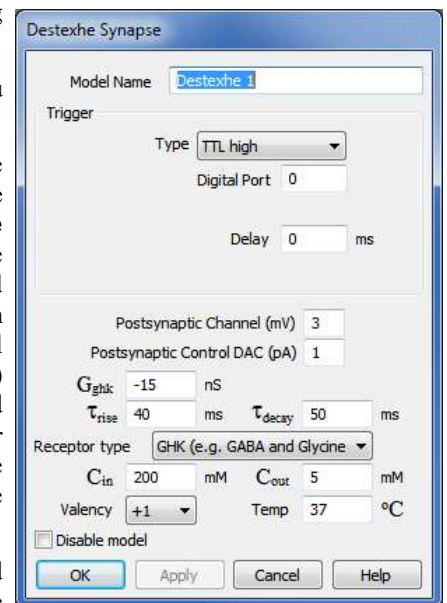 Destexhe Synapse
Model Name Destexhe 1
Trigger
Type TTL high
Digital Port 0
Delay 0 ms
Postsynaptic Channel (mV) 3
Postsynaptic Control DAC (pA) 1
Gghk -15 nS
τrise 40 ms τdecay 50 ms
Receptor type GHK (e.g. GABA and Glycine
Cin 200 mM Cout 5 mM
Valency +1 Temp 37 ºC
Disable model
OK Apply Cancel Help